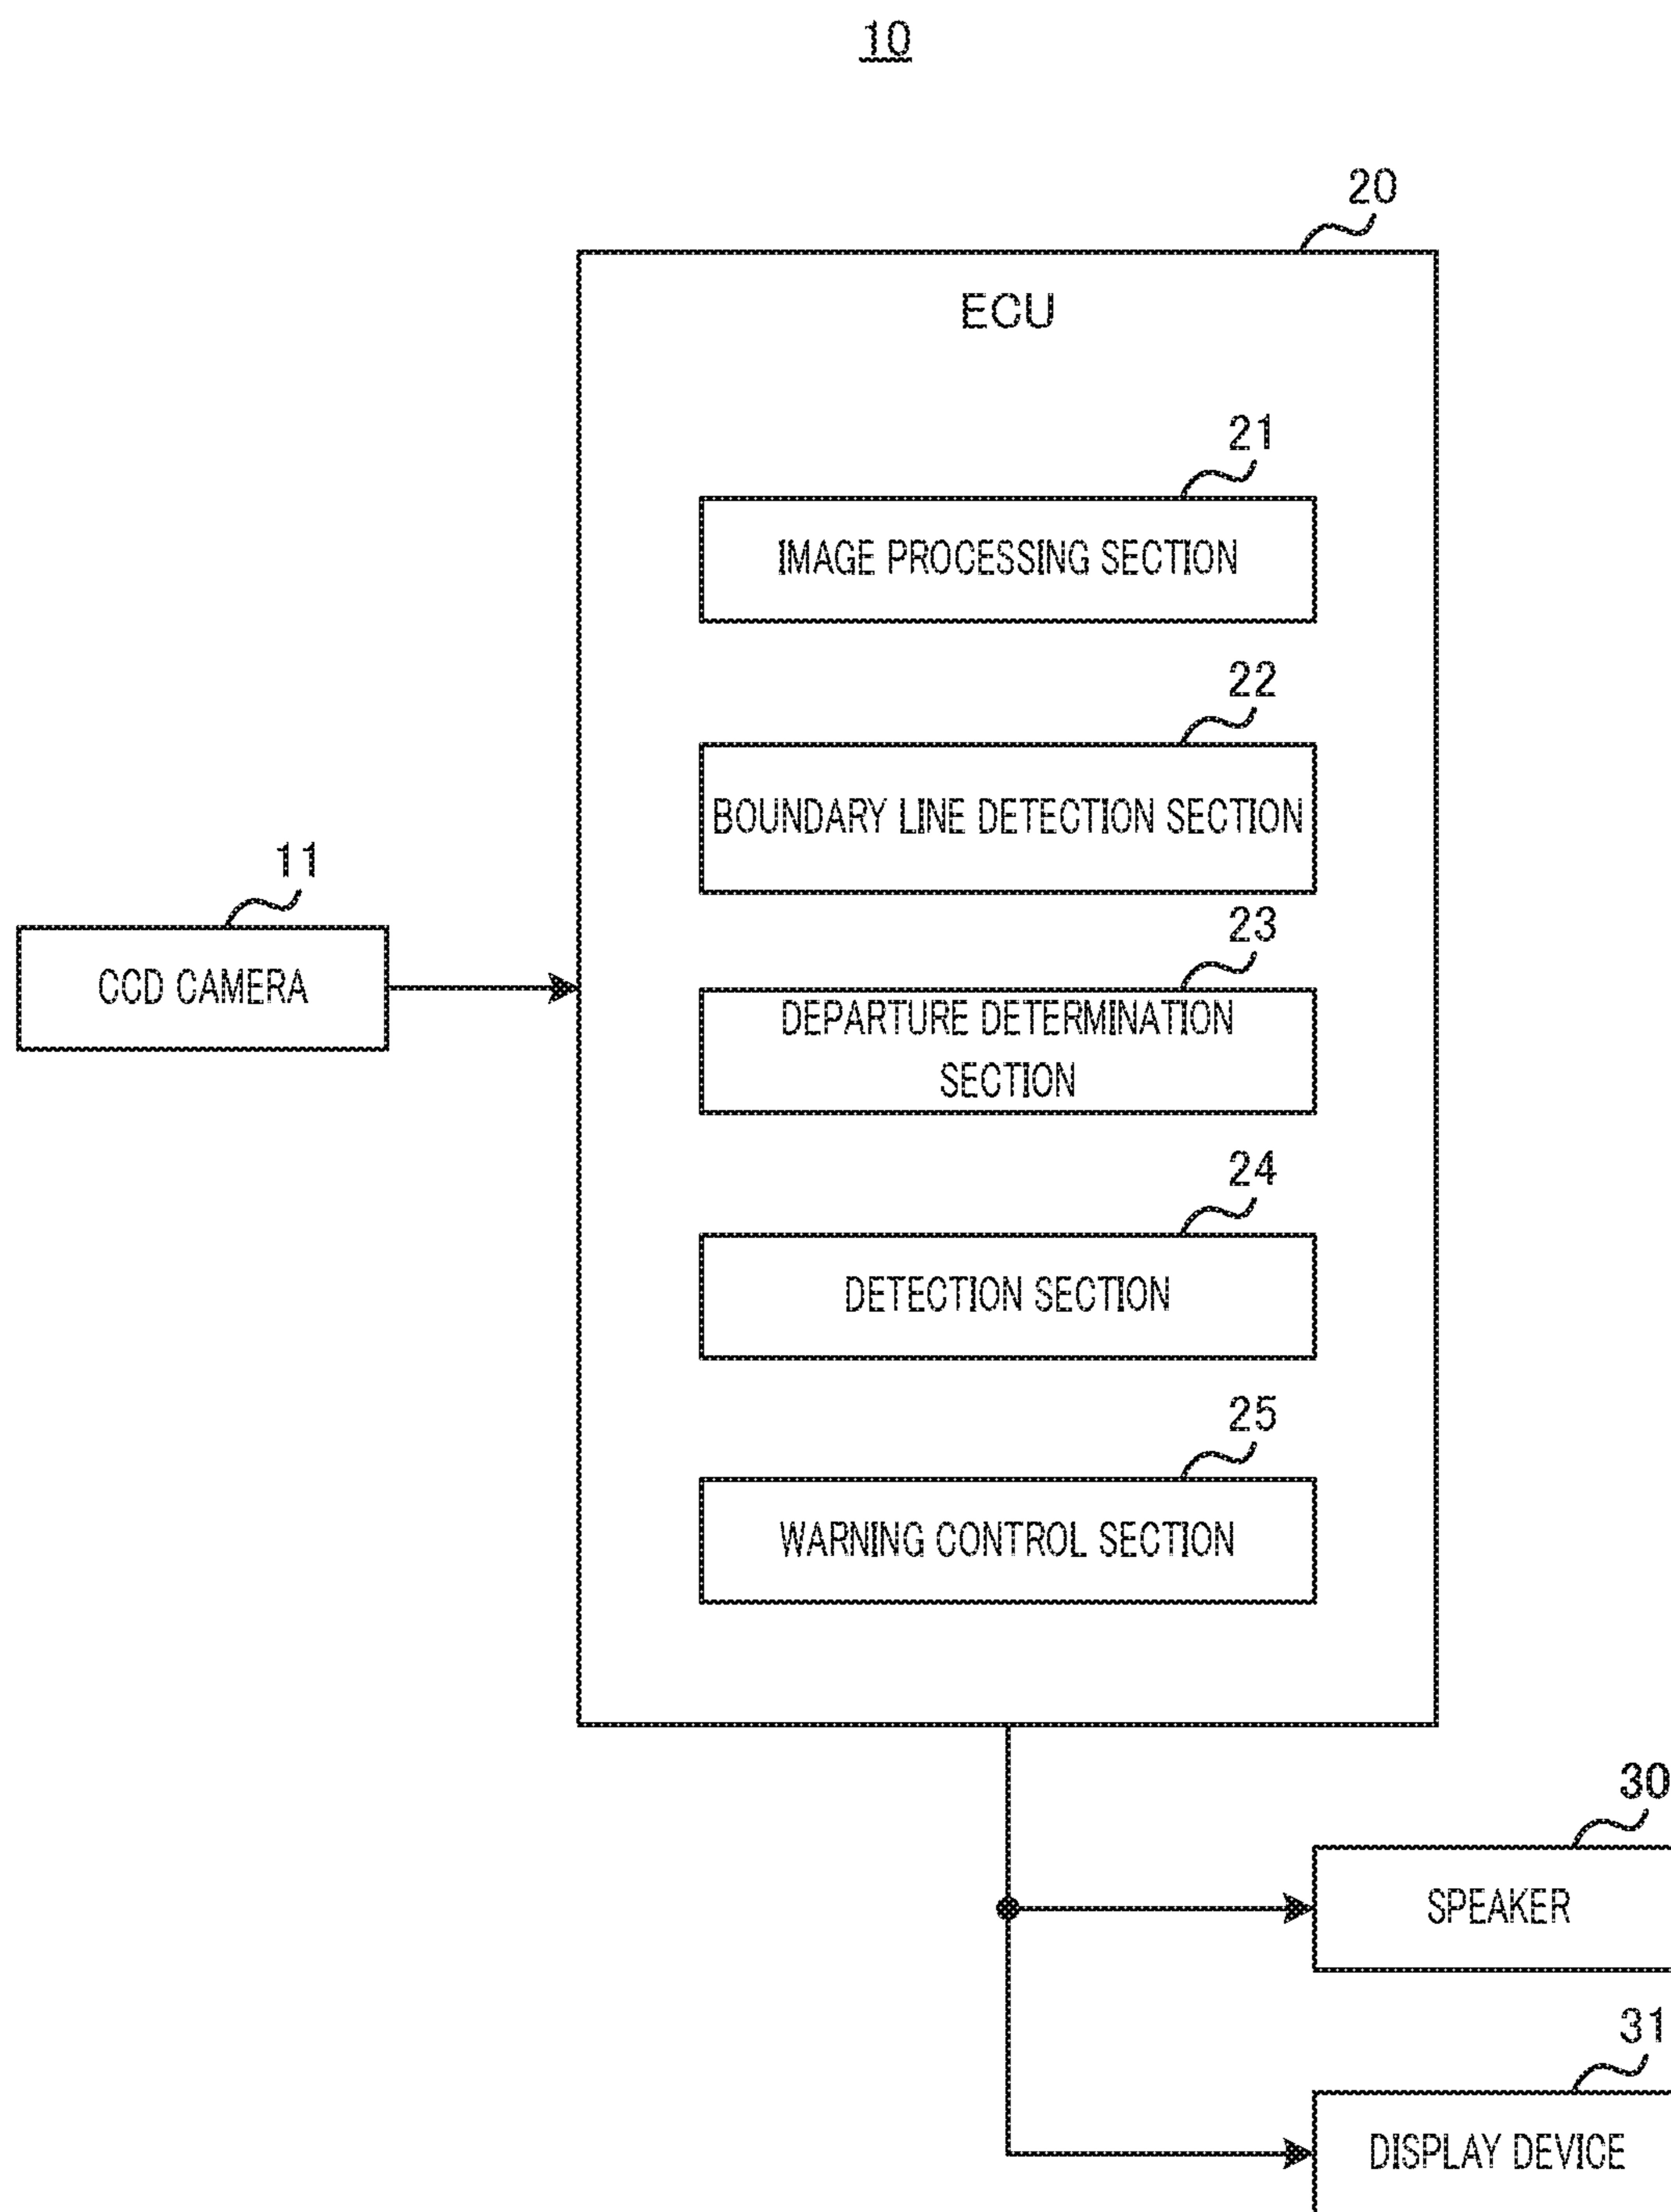 10
20
ECU
21
IMAGE PROCESSING SECTION
22
BOUNDARY LINE DETECTION SECTION
11
CCD CAMERA
23
DEPARTURE DETERMINATION
SECTION
24
DETECTION SECTION
25
WARNING CONTROL SECTION
30
SPEAKER
31
DISPLAY DEVICE